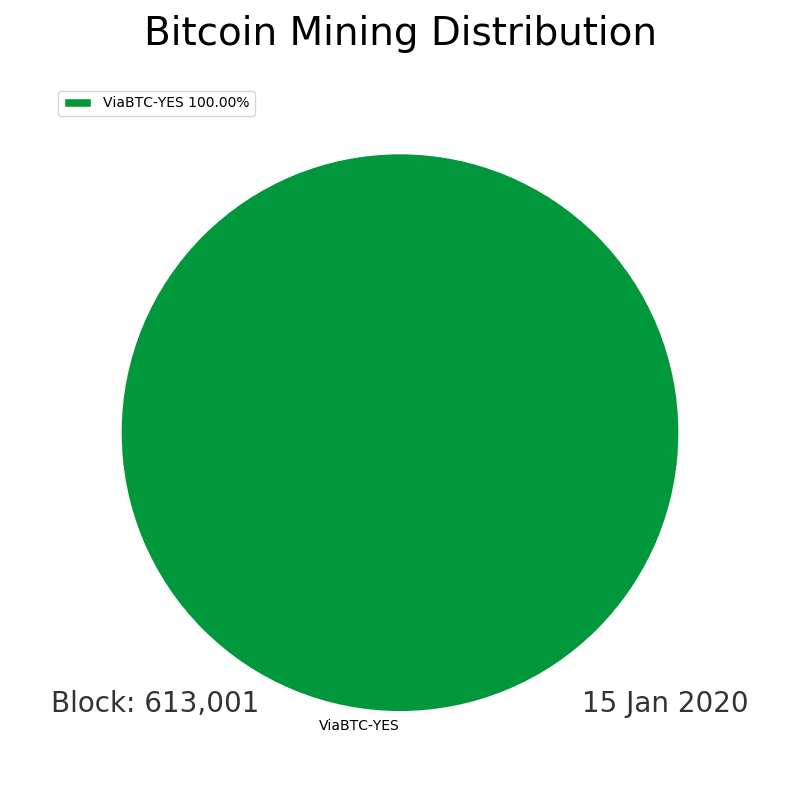 Bitcoin Mining Distribution
ViaBTC-YES 100.00%
Block: 613,001
15 Jan 2020
ViaBTC-YES